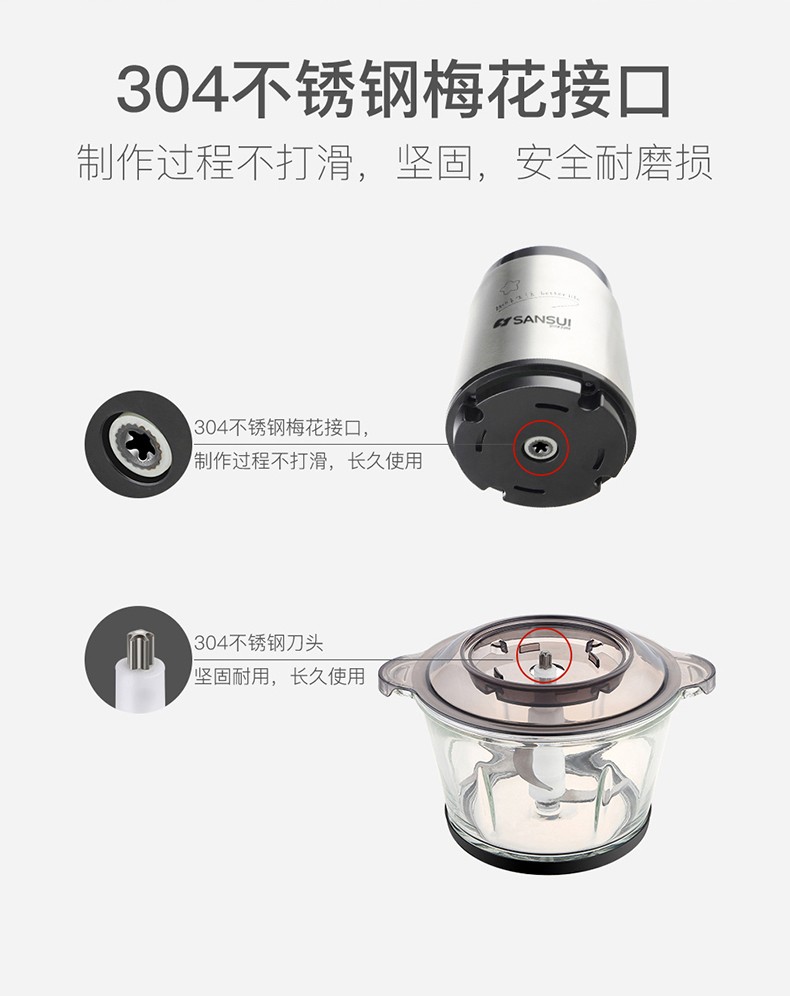 304不锈钢梅花接口
制作过程不打滑，坚固，安全耐磨损
SANSUI
304不锈钢梅花接口，
制作过程不打滑，长久使用
304不锈钢刀头
坚固耐用，长久使用